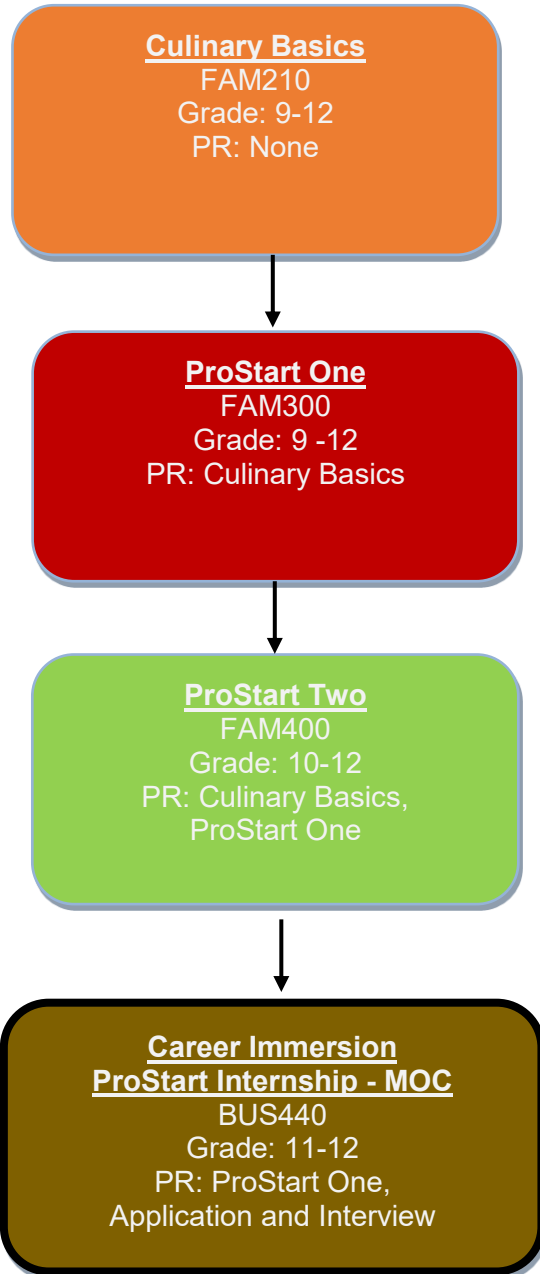 Culinary Basics
FAM210
Grade: 9-12
PR: None
ProStart One
FAM300
Grade: 9 -12
PR: Culinary Basics
ProStart Two
FAM400
Grade: 10-12
PR: Culinary Basics,
ProStart One
Career Immersion
ProStart Internship - MOC
BUS440
Grade: 11-12
PR: ProStart One,
Application and Interview